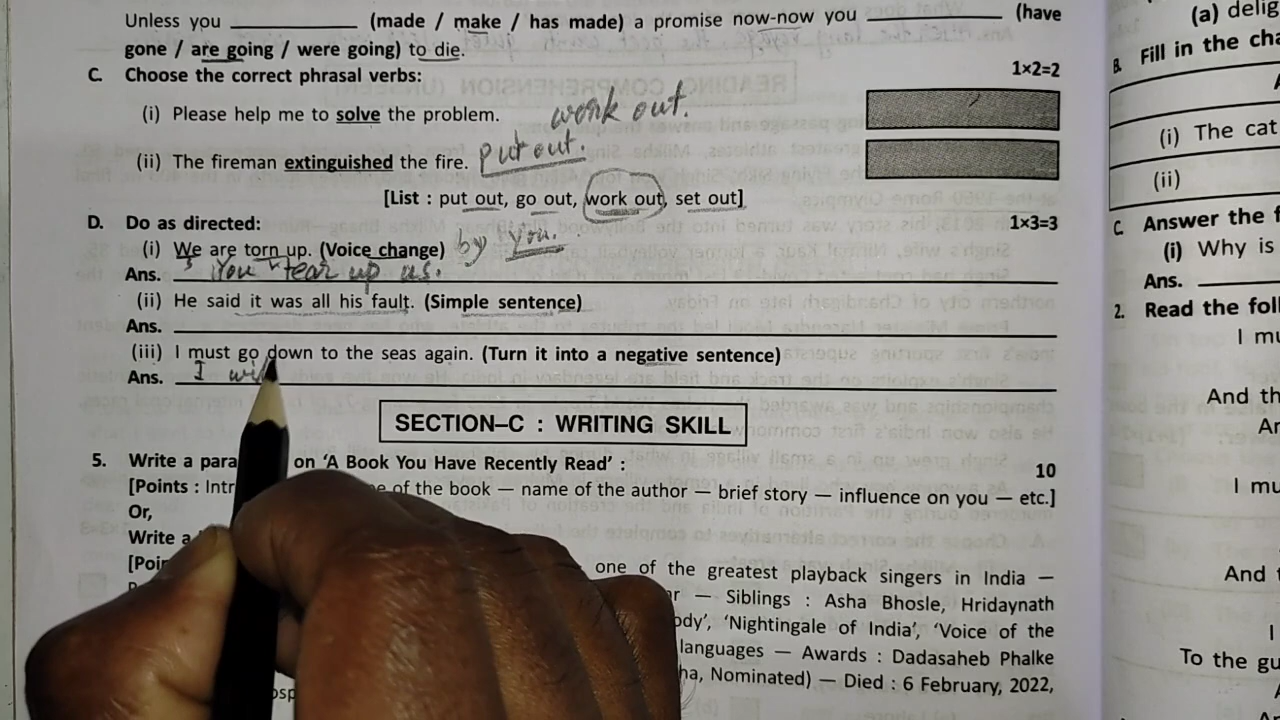 Unless you ________ (made / make / has made) a promise now-now you ________ (have
gone / are going / were going) to die.
C. Choose the correct phrasal verbs: 1×2=2
(i) Please help me to solve the problem. work out.
(ii) The fireman extinguished the fire. put out.
[List : put out, go out, work out, set out]
D. Do as directed: 1×3=3
(i) We are torn up. (Voice change) by you.
Ans. You tear up us.
(ii) He said it was all his fault. (Simple sentence)
Ans.
(iii) I must go down to the seas again. (Turn it into a negative sentence)
Ans. I
SECTION–C : WRITING SKILL
5. Write a para on ‘A Book You Have Recently Read’ : 10
[Points : Intr of the book — name of the author — brief story — influence on you — etc.]
Or,
Write a
[Poi one of the greatest playback singers in India —
— Siblings : Asha Bhosle, Hridaynath
‘Nightingale of India’, ‘Voice of the
languages — Awards : Dadasaheb Phalke
Nominated) — Died : 6 February, 2022,
(a) delig
B. Fill in the cha
(i) The cat
(ii)
C. Answer the f
(i) Why is
Ans.
2. Read the foll
I mu
And th
I mu
And
I
To the gu